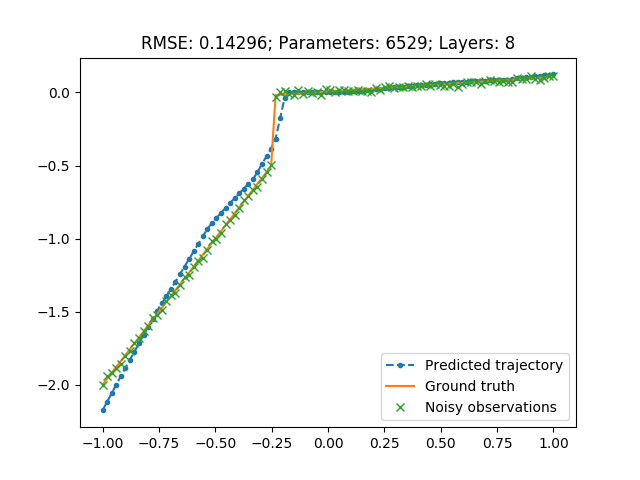 RMSE: 0.14296; Parameters: 6529; Layers: 8
0.0
−0.5
−1.0
−1.5
−2.0
Predicted trajectory
Ground truth
Noisy observations
−1.00 −0.75 −0.50 −0.25 0.00 0.25 0.50 0.75 1.00